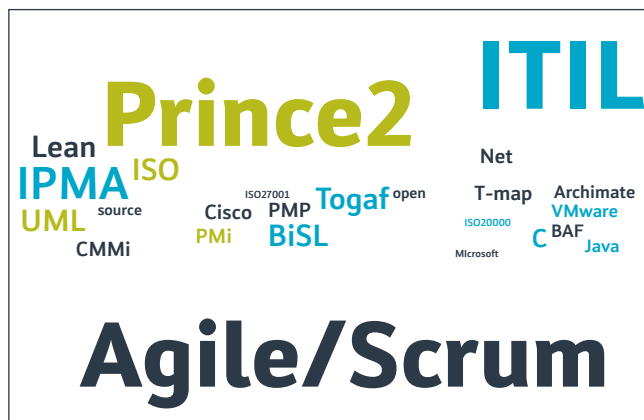 ITIL
Prince2
Lean
ISO
IPMA
UML
source
CMMi
ISO27001
Cisco
PMP
PMi
BiSL
Togaf
open
Net
T-map
Archimate
ISO20000
VMware
C
BAF
Java
MIcrosoft
Agile/Scrum